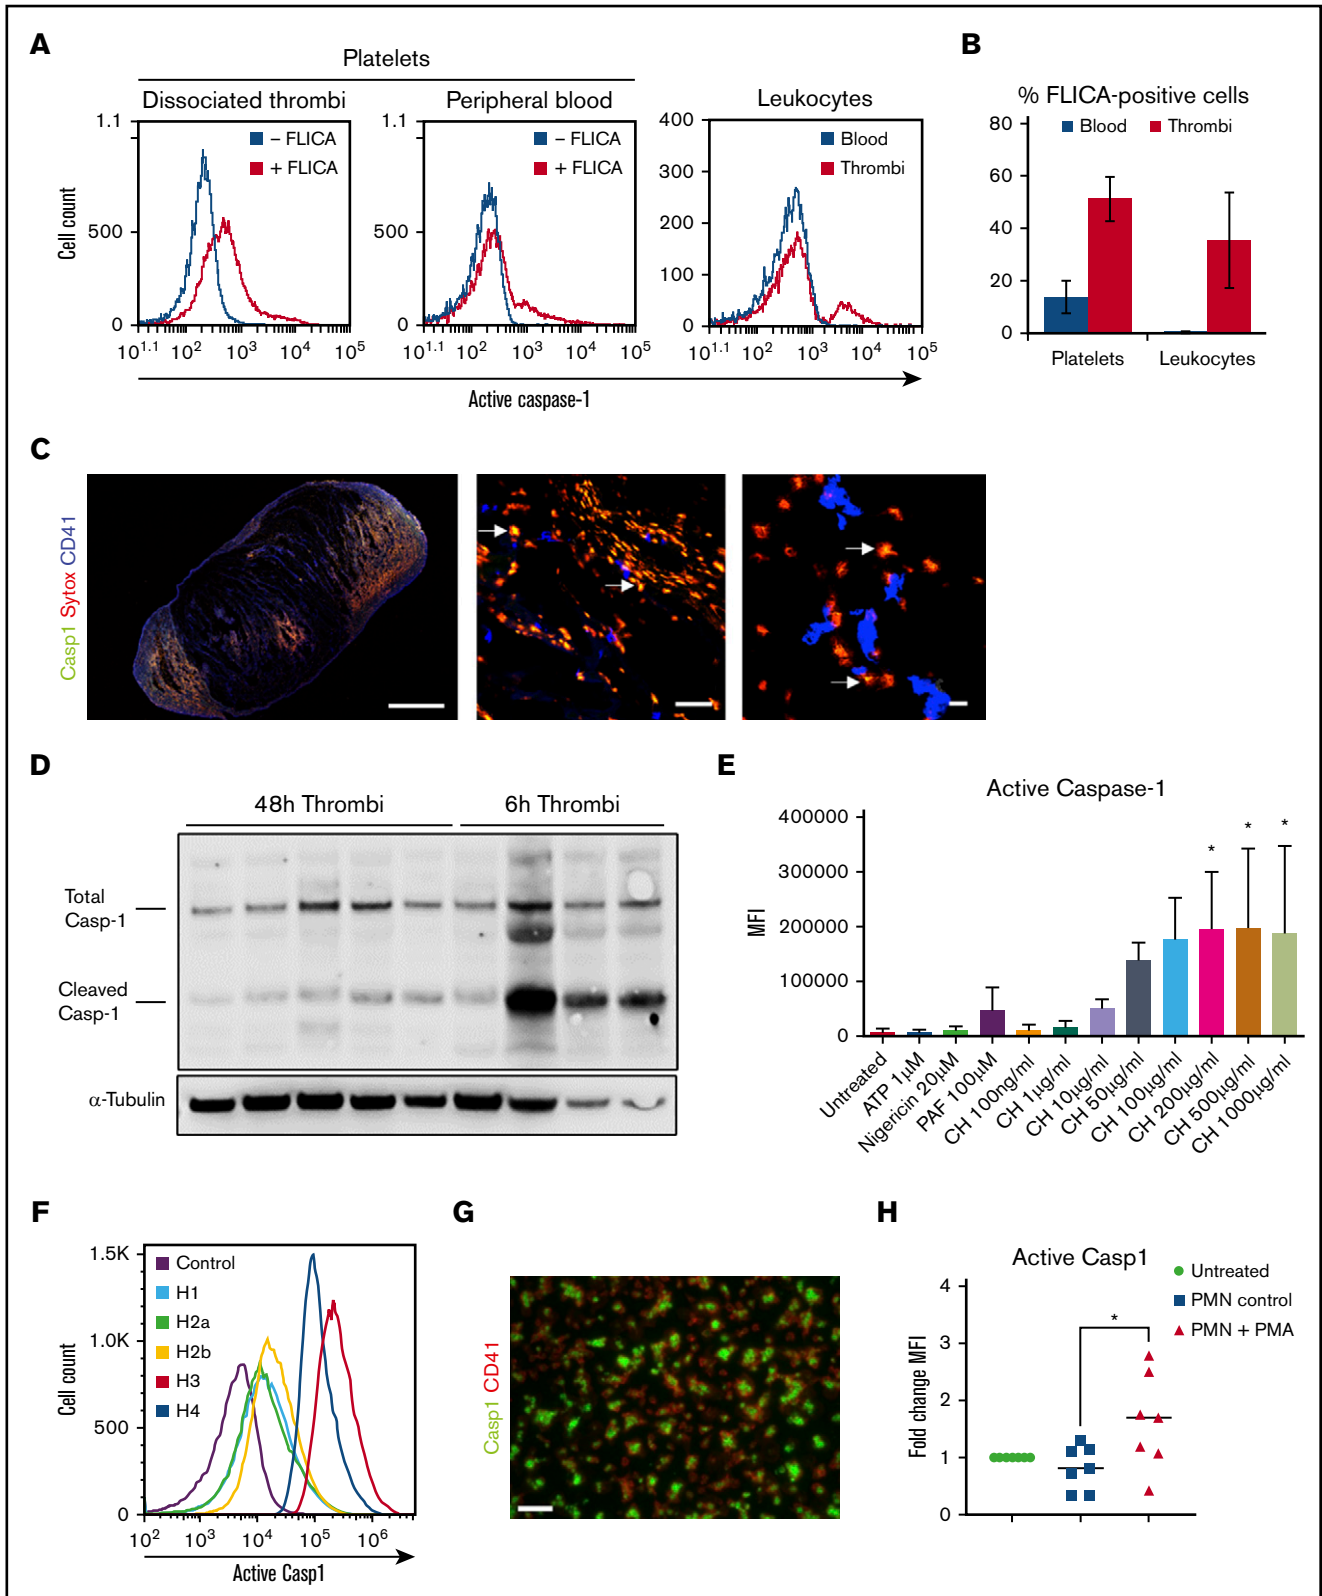 A
Platelets
Dissociated thrombi
Peripheral blood
Leukocytes
1.1
500
0
Cell count
– FLICA
+ FLICA
10^1.1 10^2 10^3 10^4 10^5
1.1
500
0
– FLICA
+ FLICA
10^1.1 10^2 10^3 10^4 10^5
400
300
200
100
0
Blood
Thrombi
10^1.1 10^2 10^3 10^4 10^5
Active caspase-1
B
% FLICA-positive cells
Blood
Thrombi
80
60
40
20
0
Platelets
Leukocytes
C
Casp1 Sytox CD41
D
48h Thrombi
6h Thrombi
Total
Casp-1
Cleaved
Casp-1
α-Tubulin
E
Active Caspase-1
MFI
400000
300000
200000
100000
0
* * *
Untreated
ATP 1µM
Nigericin 20µM
PAF 100µM
CH 100ng/ml
CH 1µg/ml
CH 10µg/ml
CH 50µg/ml
CH 100µg/ml
CH 200µg/ml
CH 500µg/ml
CH 1000µg/ml
F
Cell count
1.5K
1.0K
500
0
Control
H1
H2a
H2b
H3
H4
10^2 10^3 10^4 10^5 10^6
Active Casp1
G
Casp1 CD41
H
Active Casp1
Fold change MFI
4
3
2
1
0
*
Untreated
PMN control
PMN + PMA